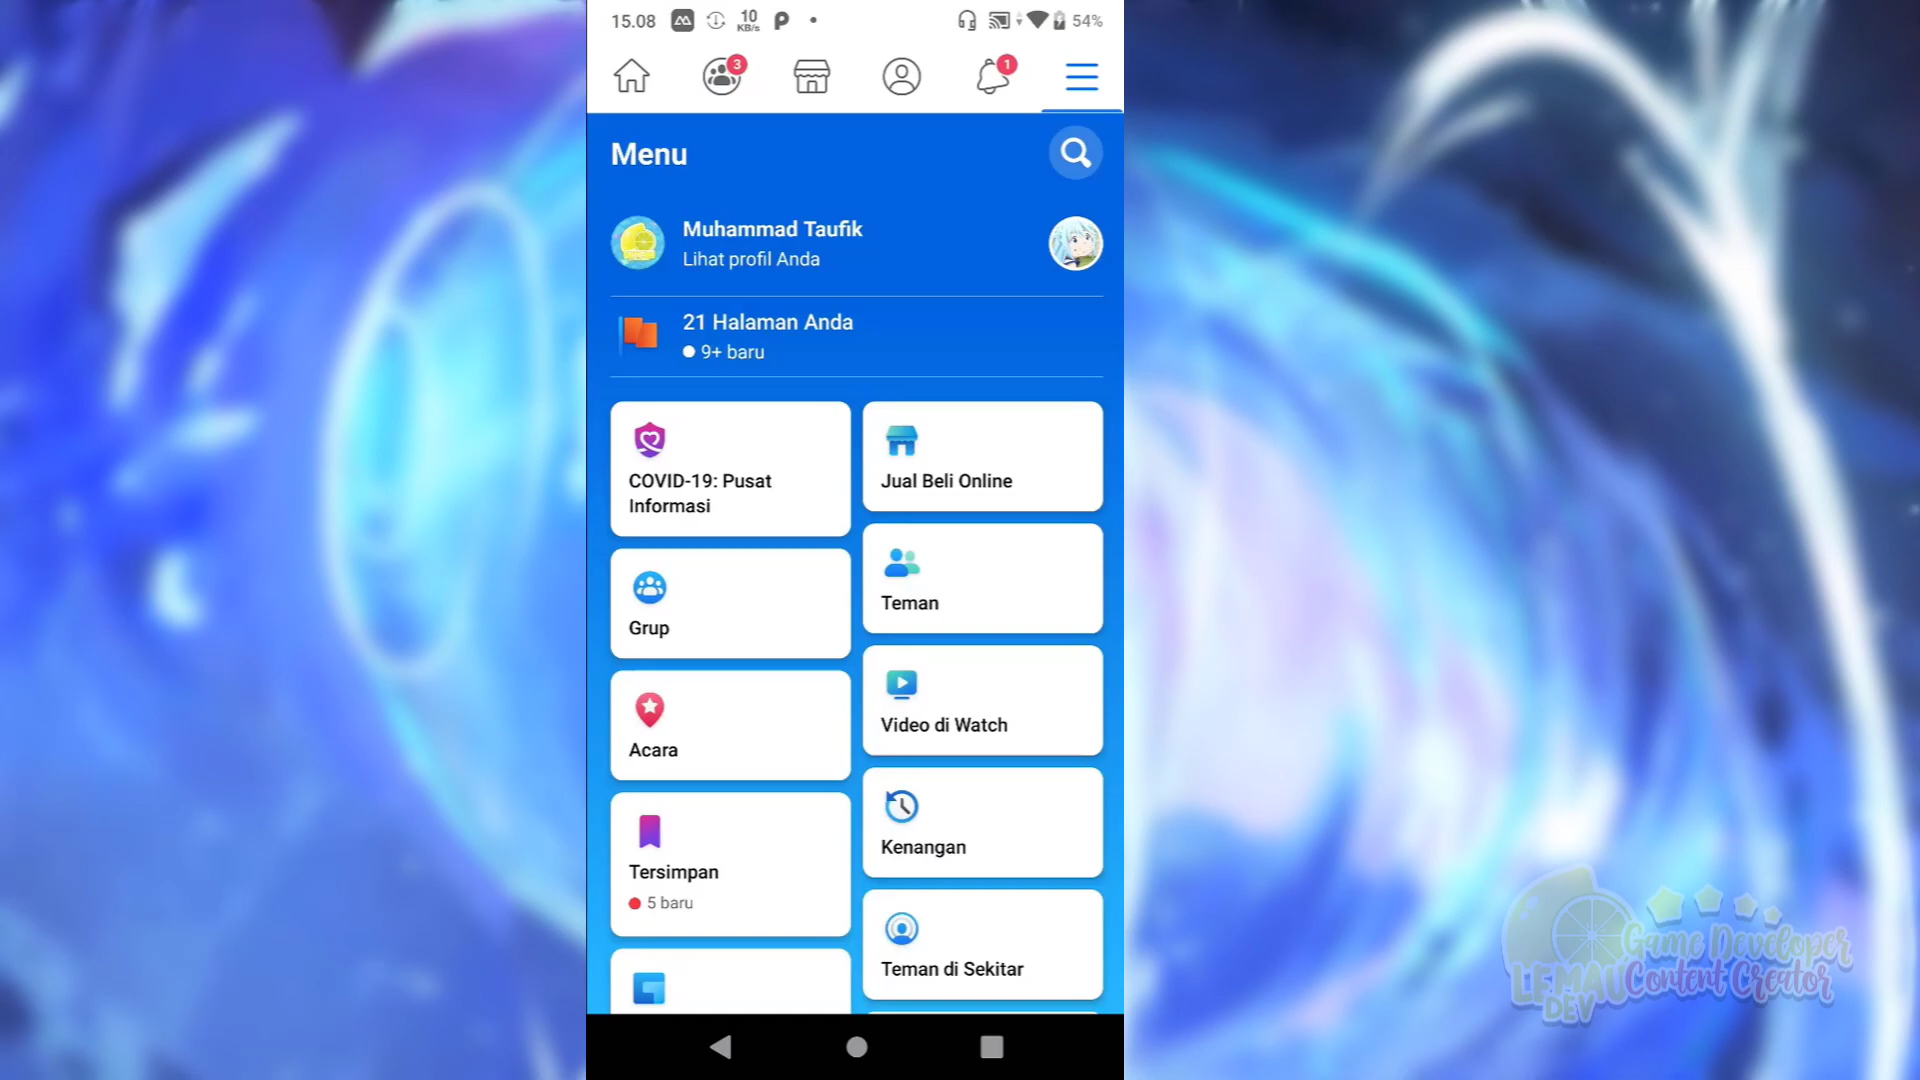 15.08
10
KB/s
54%
3
1
Menu
Muhammad Taufik
Lihat profil Anda
21 Halaman Anda
9+ baru
COVID-19: Pusat
Informasi
Jual Beli Online
Grup
Teman
Acara
Video di Watch
Tersimpan
5 baru
Kenangan
Teman di Sekitar
Game Developer
Content Creator
LEMAU
DEV